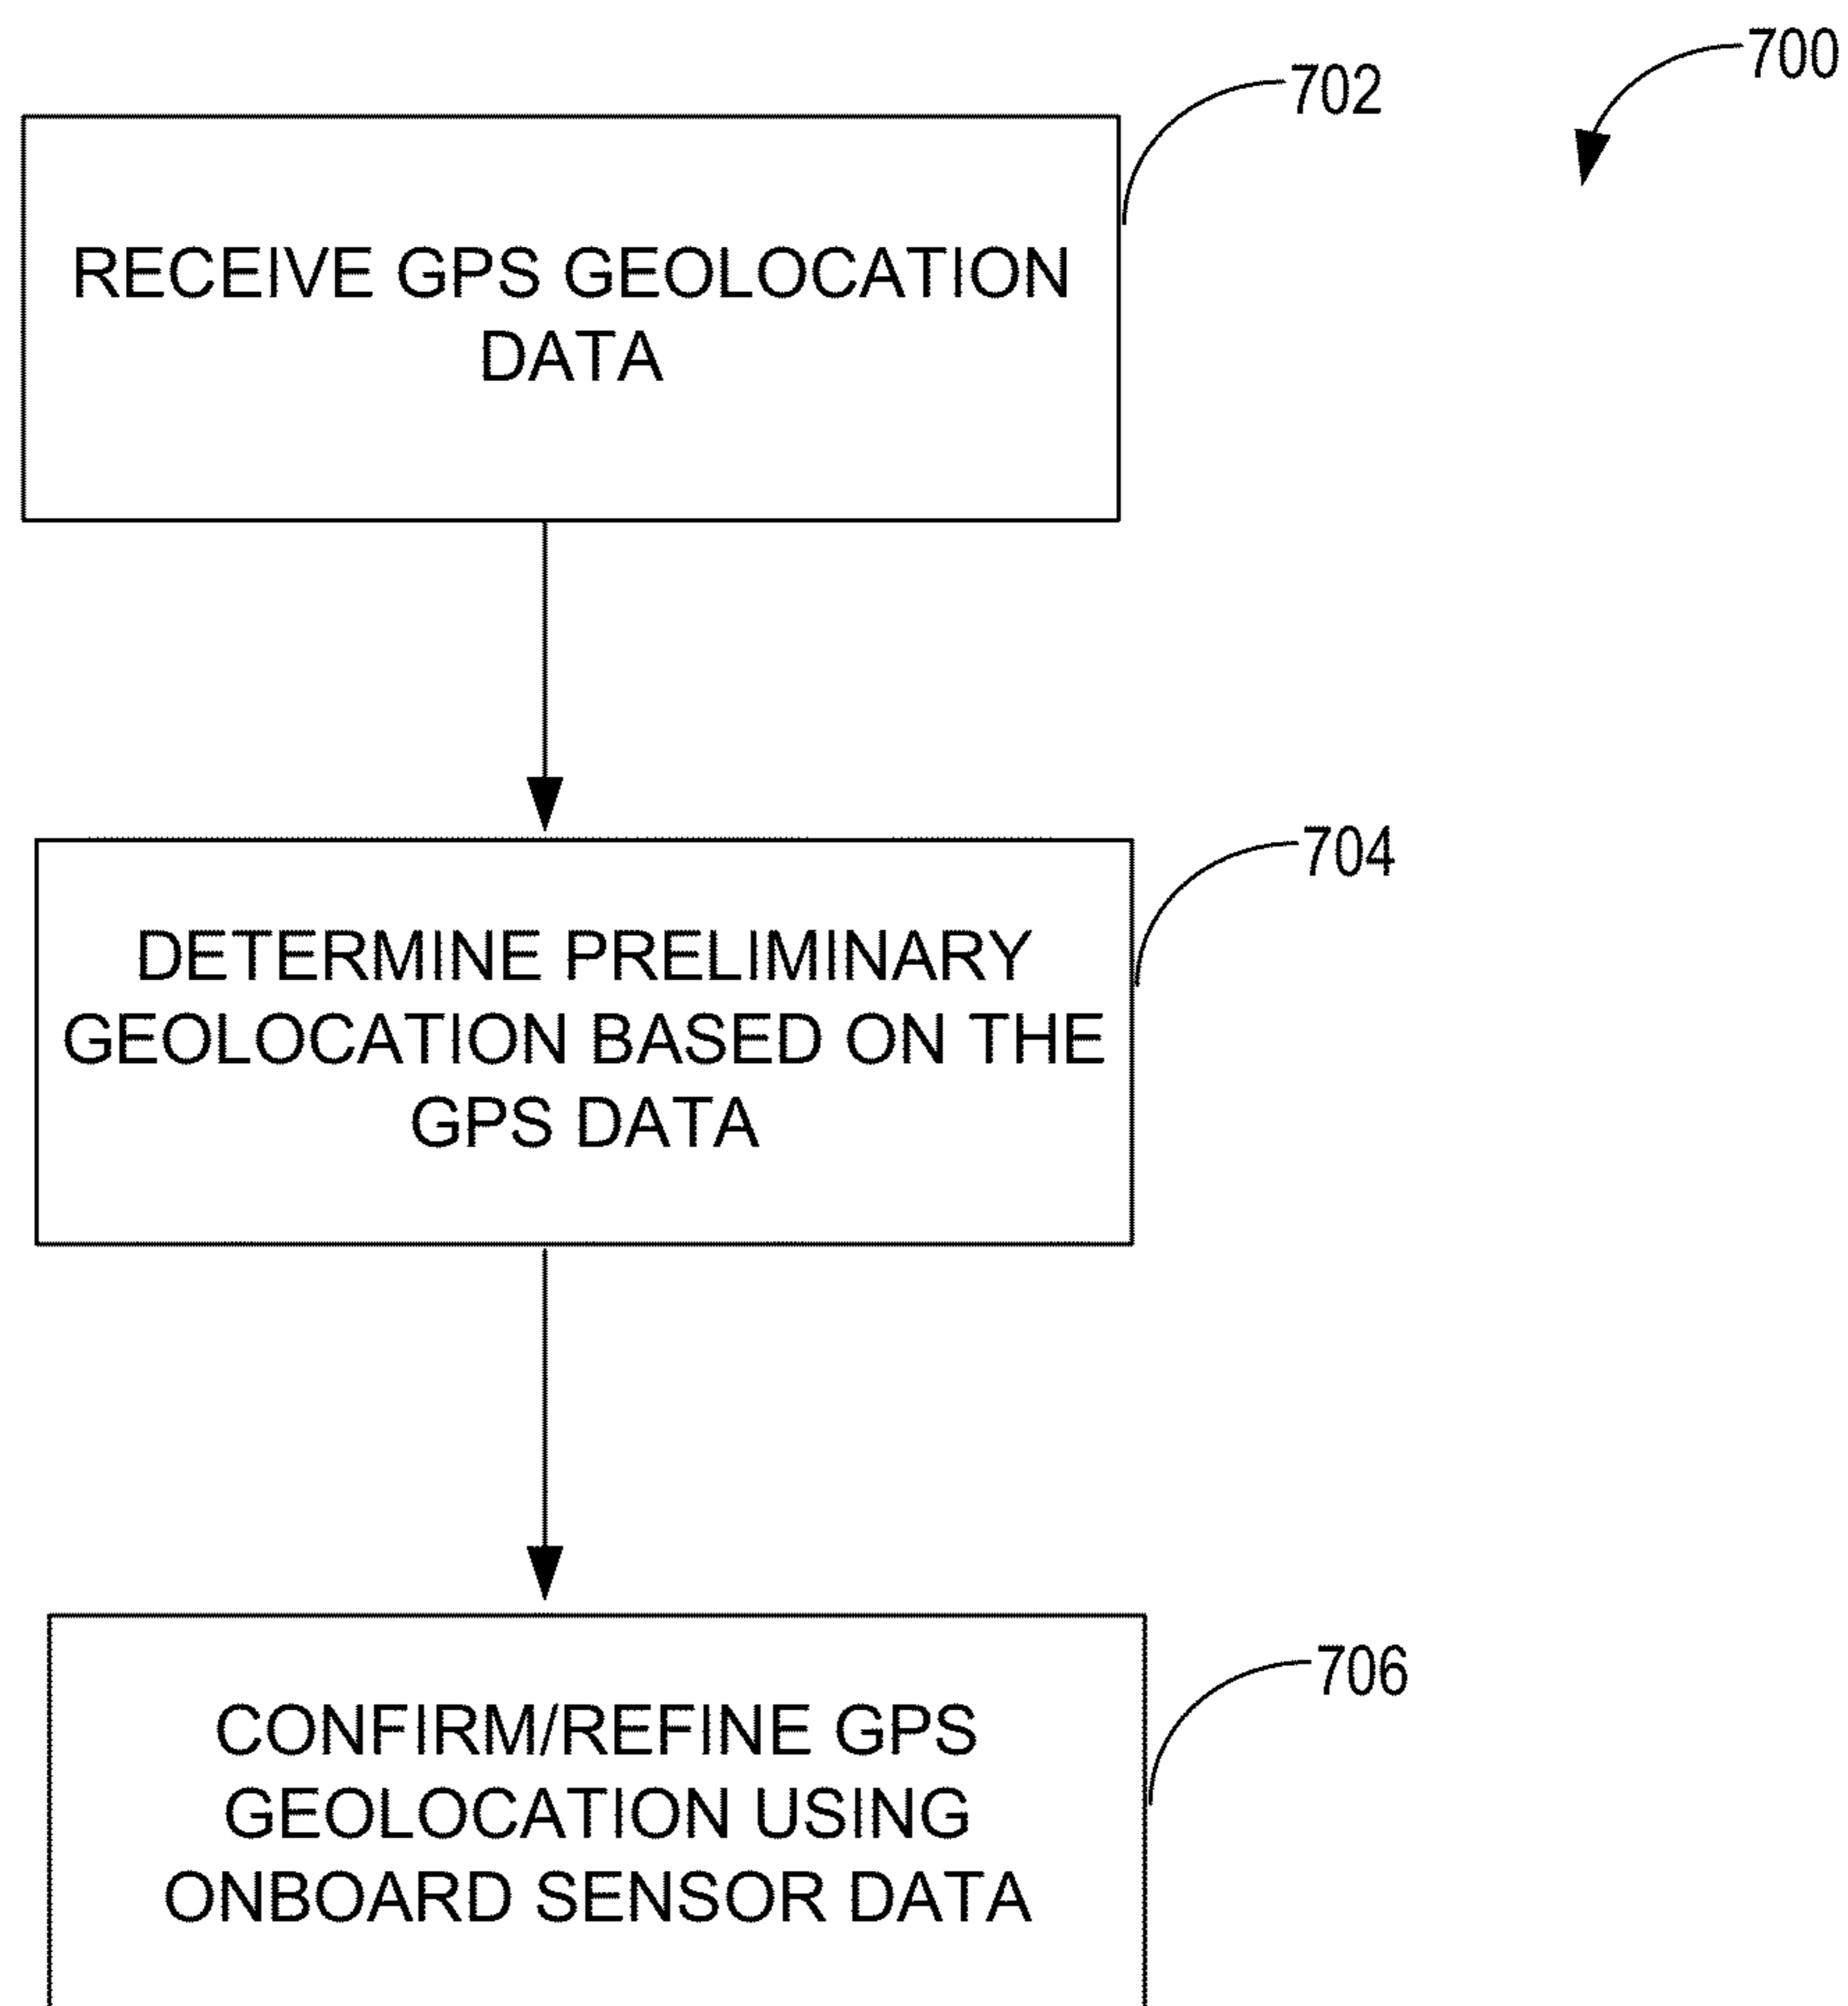 700
702
RECEIVE GPS GEOLOCATION
DATA
704
DETERMINE PRELIMINARY
GEOLOCATION BASED ON THE
GPS DATA
706
CONFIRM/REFINE GPS
GEOLOCATION USING
ONBOARD SENSOR DATA